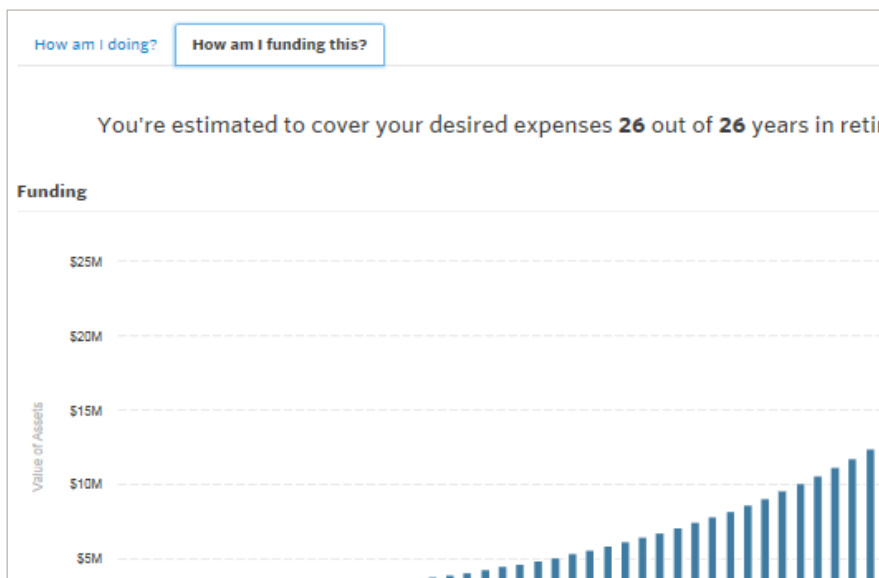 How am I doing? How am I funding this?
You're estimated to cover your desired expenses 26 out of 26 years in
Funding
$25M
$20M
$15M
Value of Assets
$10M
$5M